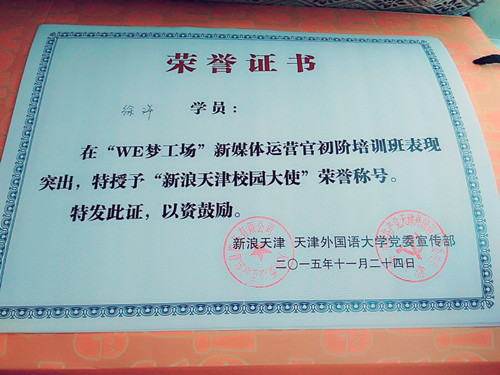 荣誉证书
徐洋 学员：
在“WE梦工场”新媒体运营官初阶培训班表现
突出，特授予“新浪天津校园大使”荣誉称号。
特发此证，以资鼓励。
新浪天津 天津外国语大学党委宣传部
二〇一五年十一月二十四日